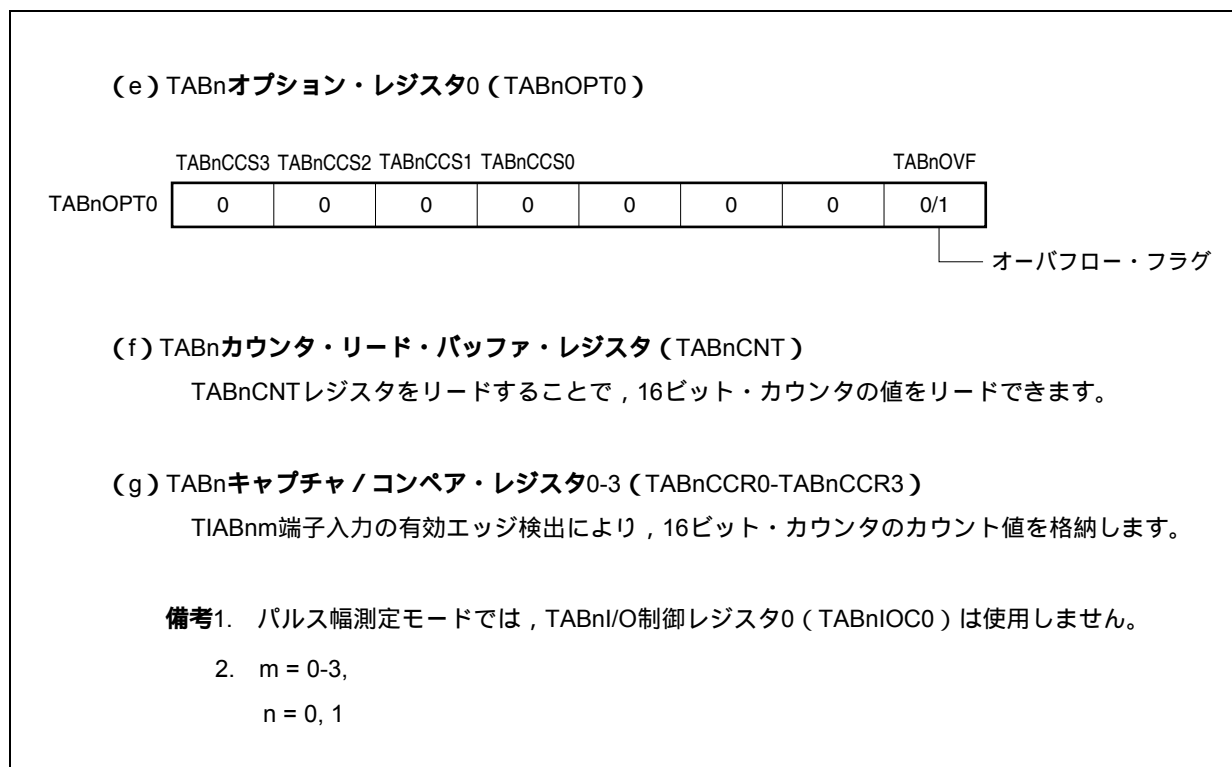 （e）TABnオプション・レジスタ0（TABnOPT0）
TABnCCS3 TABnCCS2 TABnCCS1 TABnCCS0 TABnOVF
TABnOPT0 0 0 0 0 0 0 0 0/1
オーバフロー・フラグ
（f）TABnカウンタ・リード・バッファ・レジスタ（TABnCNT）
TABnCNTレジスタをリードすることで，16ビット・カウンタの値をリードできます。
（g）TABnキャプチャ／コンペア・レジスタ0-3（TABnCCR0-TABnCCR3）
TIABnm端子入力の有効エッジ検出により，16ビット・カウンタのカウント値を格納します。
備考1. パルス幅測定モードでは，TABnI/O制御レジスタ0（TABnIOC0）は使用しません。
2. m = 0-3,
n = 0, 1